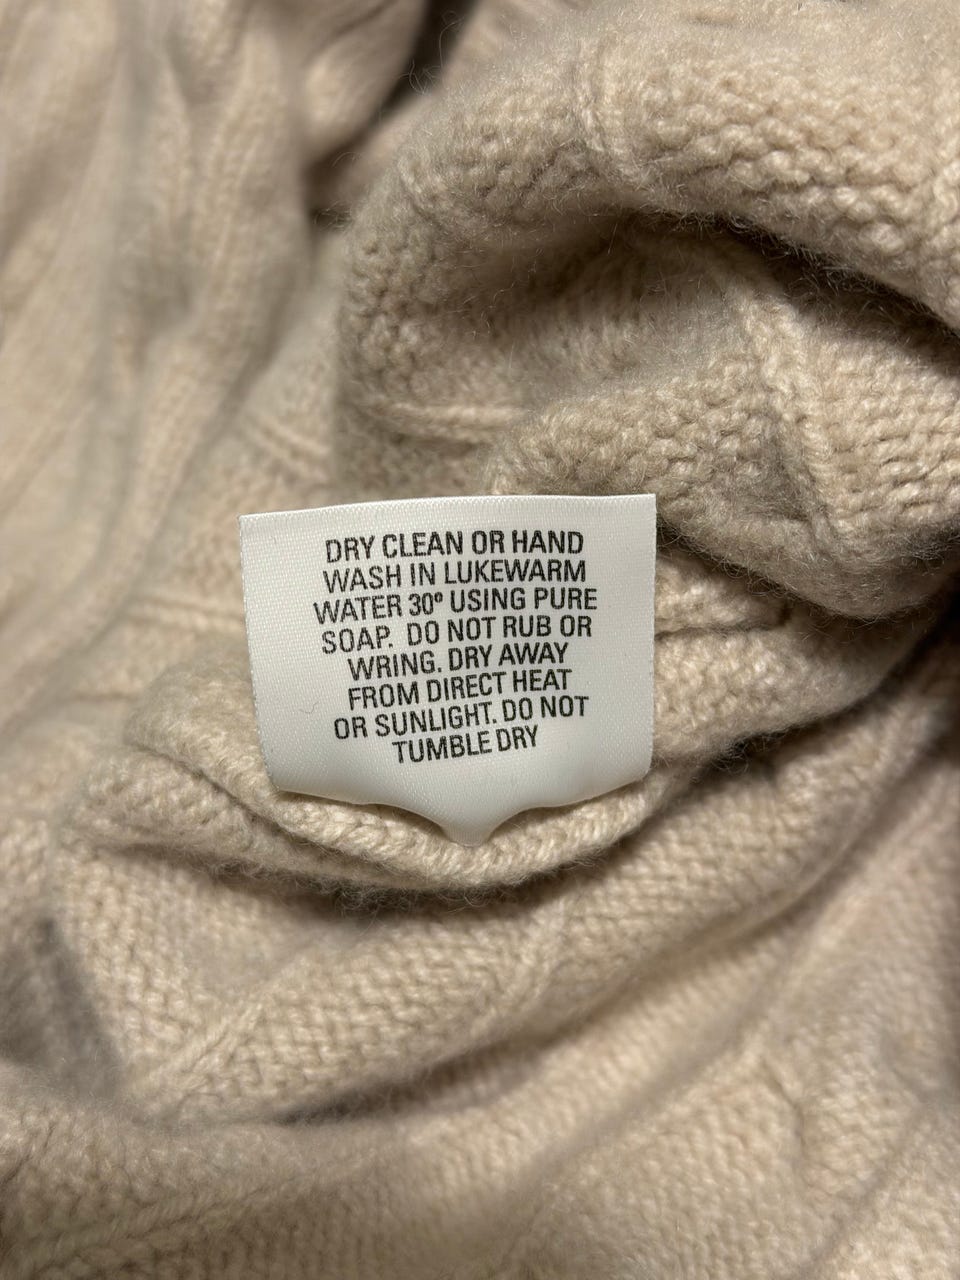 DRY CLEAN OR HAND
WASH IN LUKEWARM
WATER 30º USING PURE
SOAP. DO NOT RUB OR
WRING. DRY AWAY
FROM DIRECT HEAT
OR SUNLIGHT. DO NOT
TUMBLE DRY